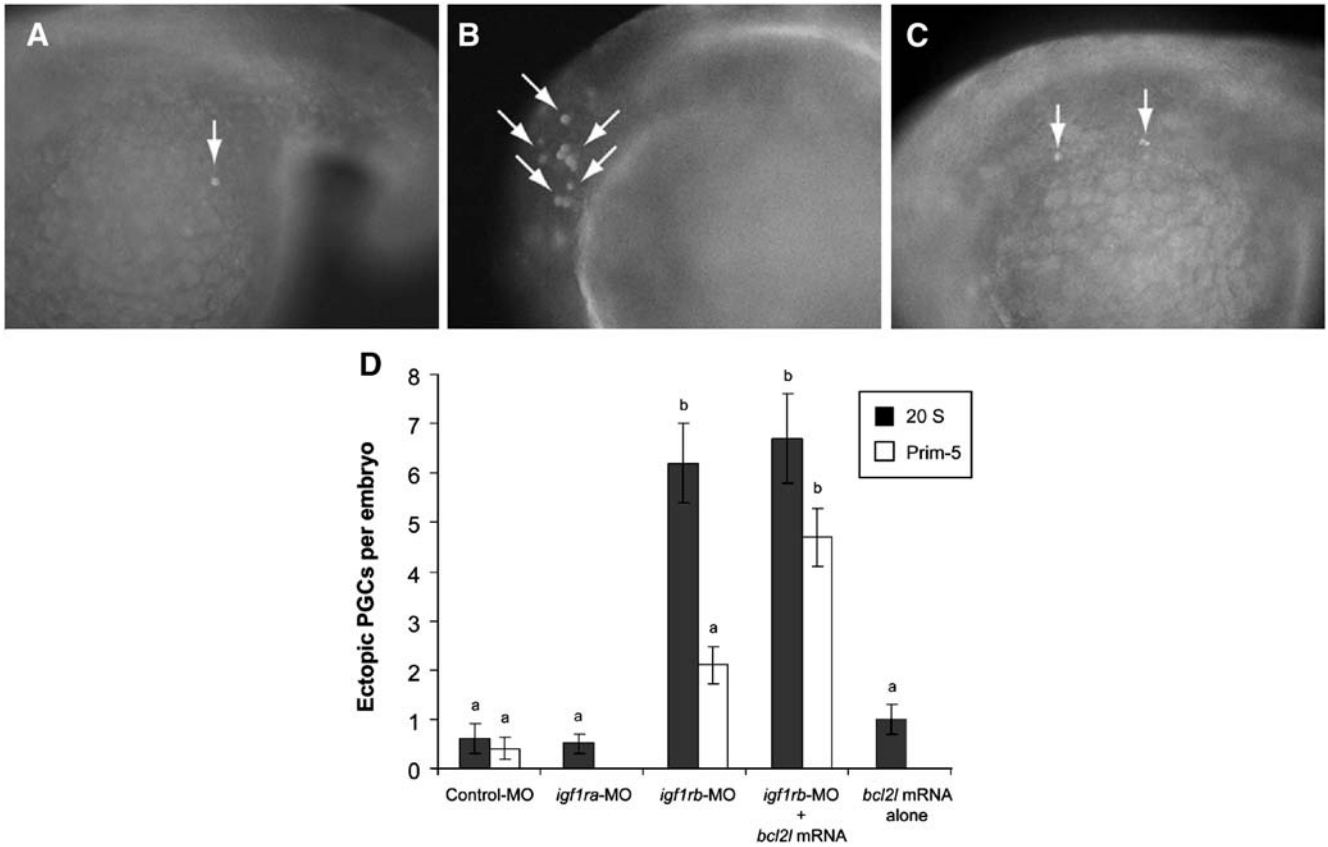 A
B
C
D
Ectopic PGCs per embryo
8
7
6
5
4
3
2
1
0
a
a
a
b
a
b
b
a
20 S
Prim-5
Control-MO
igf1ra-MO
igf1rb-MO
igf1rb-MO
+
bcl2l mRNA
bcl2l mRNA
alone